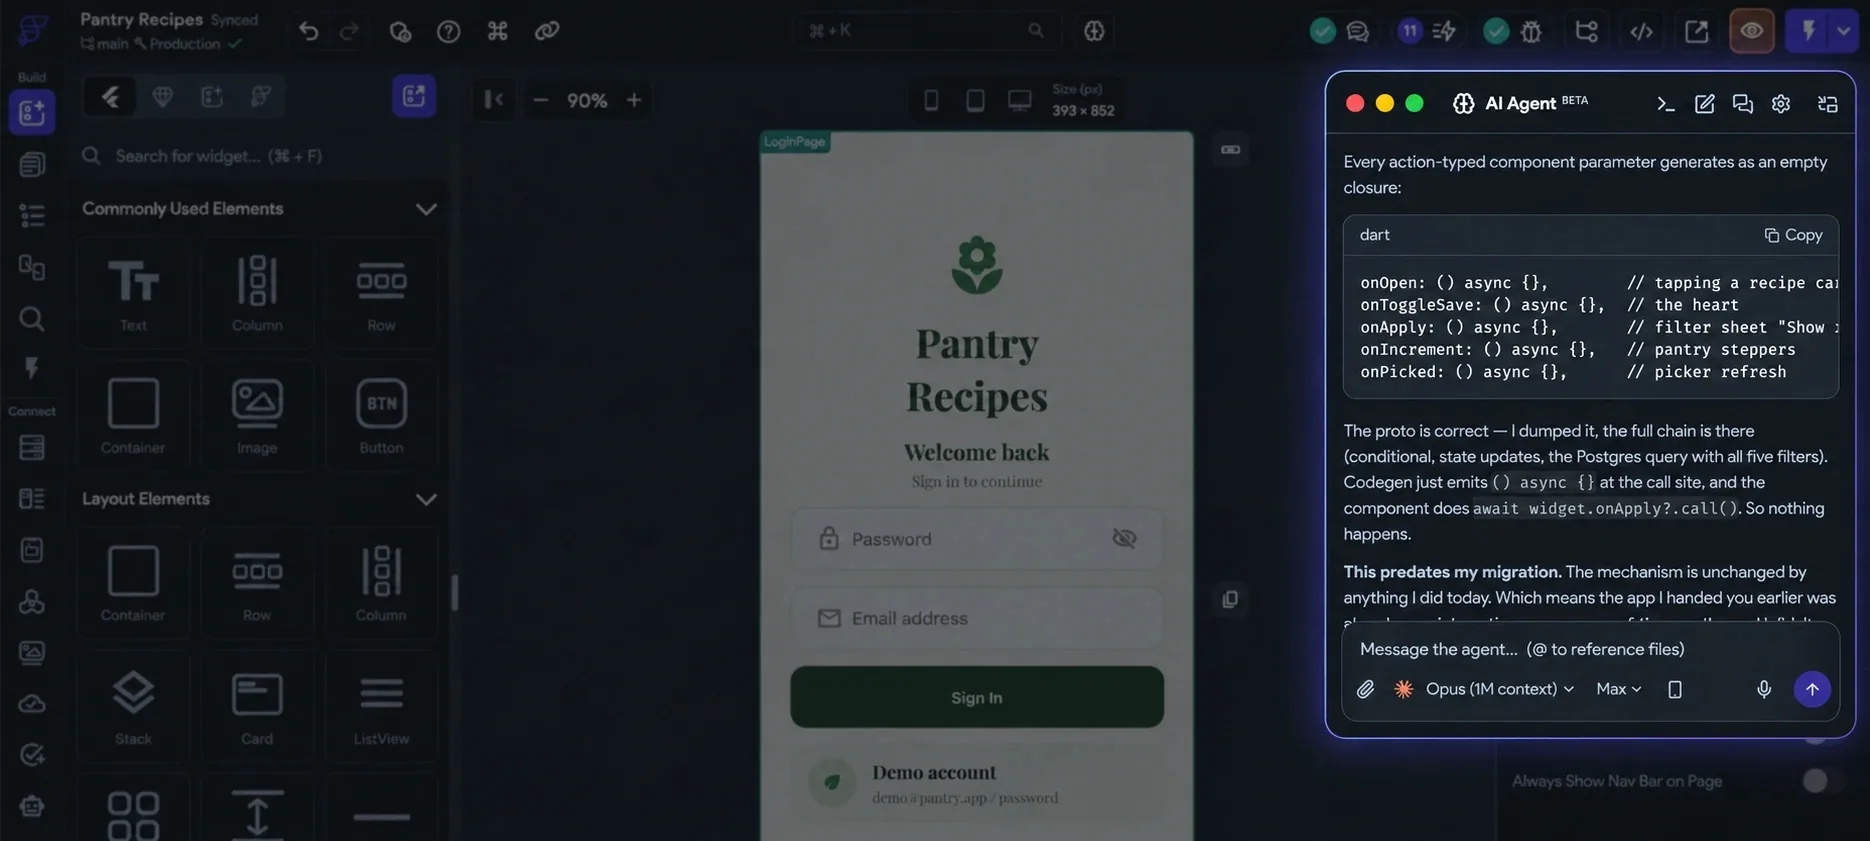 Pantry Recipes Synced
main Production
⌘+K
11
Build
90%
Size (px)
393 × 852
Search for widget... (⌘ + F)
Commonly Used Elements
Text
Column
Row
Container
Image
BTN
Button
Connect
Layout Elements
Container
Row
Column
Stack
Card
ListView
LoginPage
Pantry
Recipes
Welcome back
Sign in to continue
Password
Email address
Sign In
Demo account
demo@pantry.app / password
AI Agent BETA
Every action-typed component parameter generates as an empty
closure:
dart
Copy
onOpen: () async {}, // tapping a recipe
onToggleSave: () async {}, // the heart
onApply: () async {}, // filter sheet "Show
onIncrement: () async {}, // pantry steppers
onPicked: () async {}, // picker refresh
The proto is correct — I dumped it, the full chain is there
(conditional, state updates, the Postgres query with all five filters).
Codegen just emits () async {} at the call site, and the
component does await widget.onApply?.call(). So nothing
happens.
This predates my migration. The mechanism is unchanged by
anything I did today. Which means the app I handed you earlier was
Message the agent... (@ to reference files)
Opus (1M context) Max
Always Show Nav Bar on Page